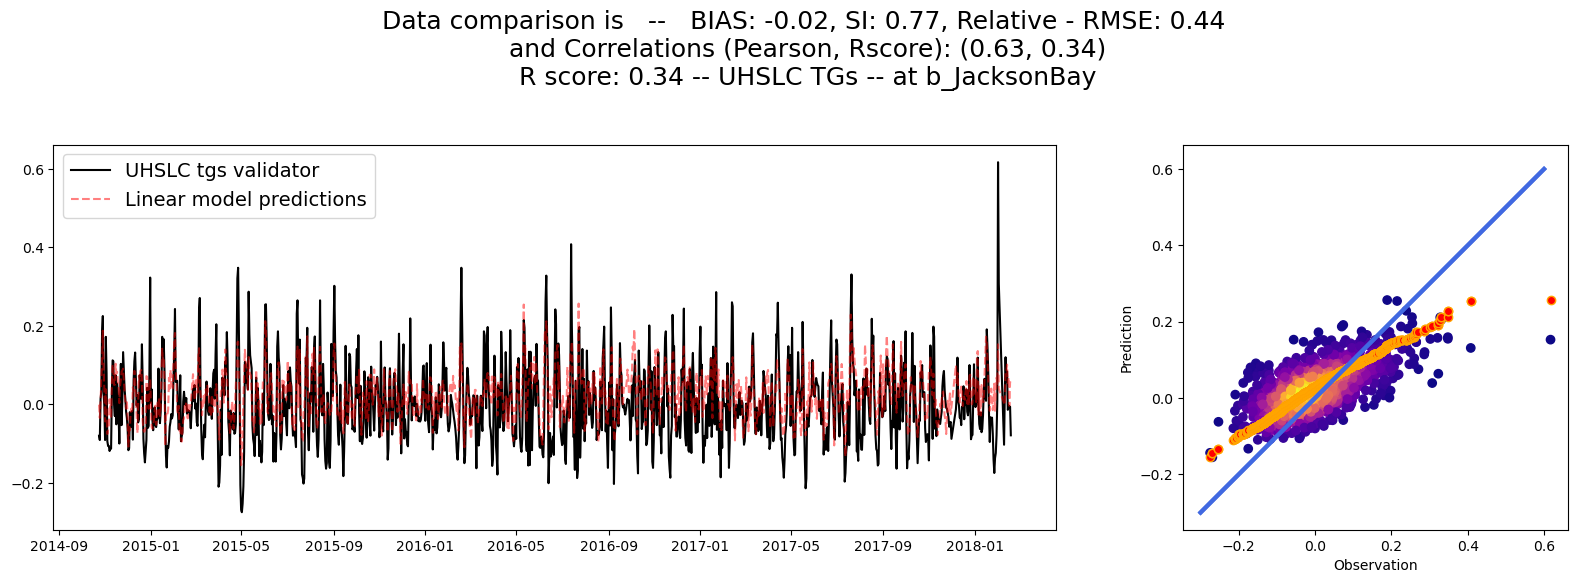 Data comparison is   --   BIAS: -0.02, SI: 0.77, Relative - RMSE: 0.44
and Correlations (Pearson, Rscore): (0.63, 0.34)
R score: 0.34 -- UHSLC TGs -- at b_JacksonBay
UHSLC tgs validator
Linear model predictions
0.6
0.4
0.2
0.0
−0.2
2014-09 2015-01 2015-05 2015-09 2016-01 2016-05 2016-09 2017-01 2017-05 2017-09 2018-01
Prediction
0.6
0.4
0.2
0.0
−0.2
−0.2 0.0 0.2 0.4 0.6
Observation